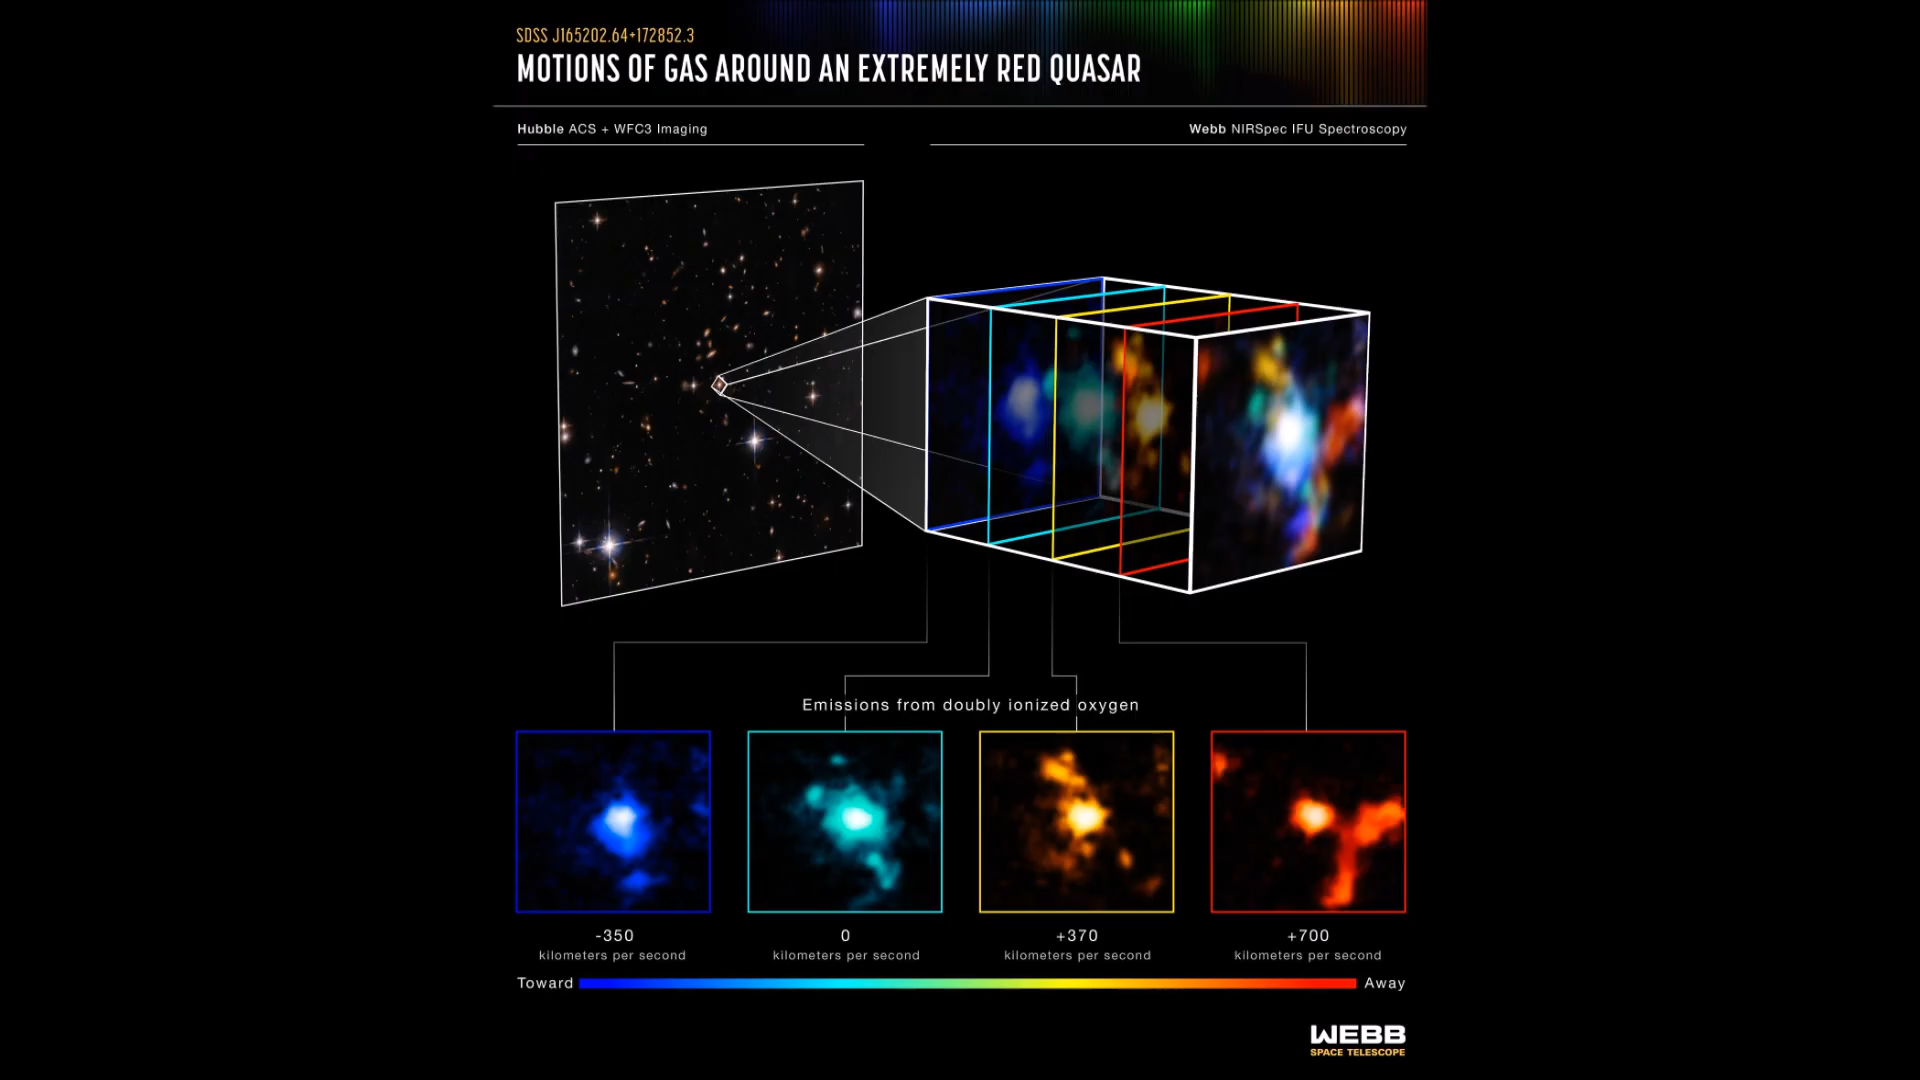 SDSS J165202.64+172852.3
MOTIONS OF GAS AROUND AN EXTREMELY RED QUASAR
Hubble ACS + WFC3 Imaging
Webb NIRSpec IFU Spectroscopy
Emissions from doubly ionized oxygen
-350
kilometers per second
0
kilometers per second
+370
kilometers per second
+700
kilometers per second
Toward
Away
WEBB
SPACE TELESCOPE